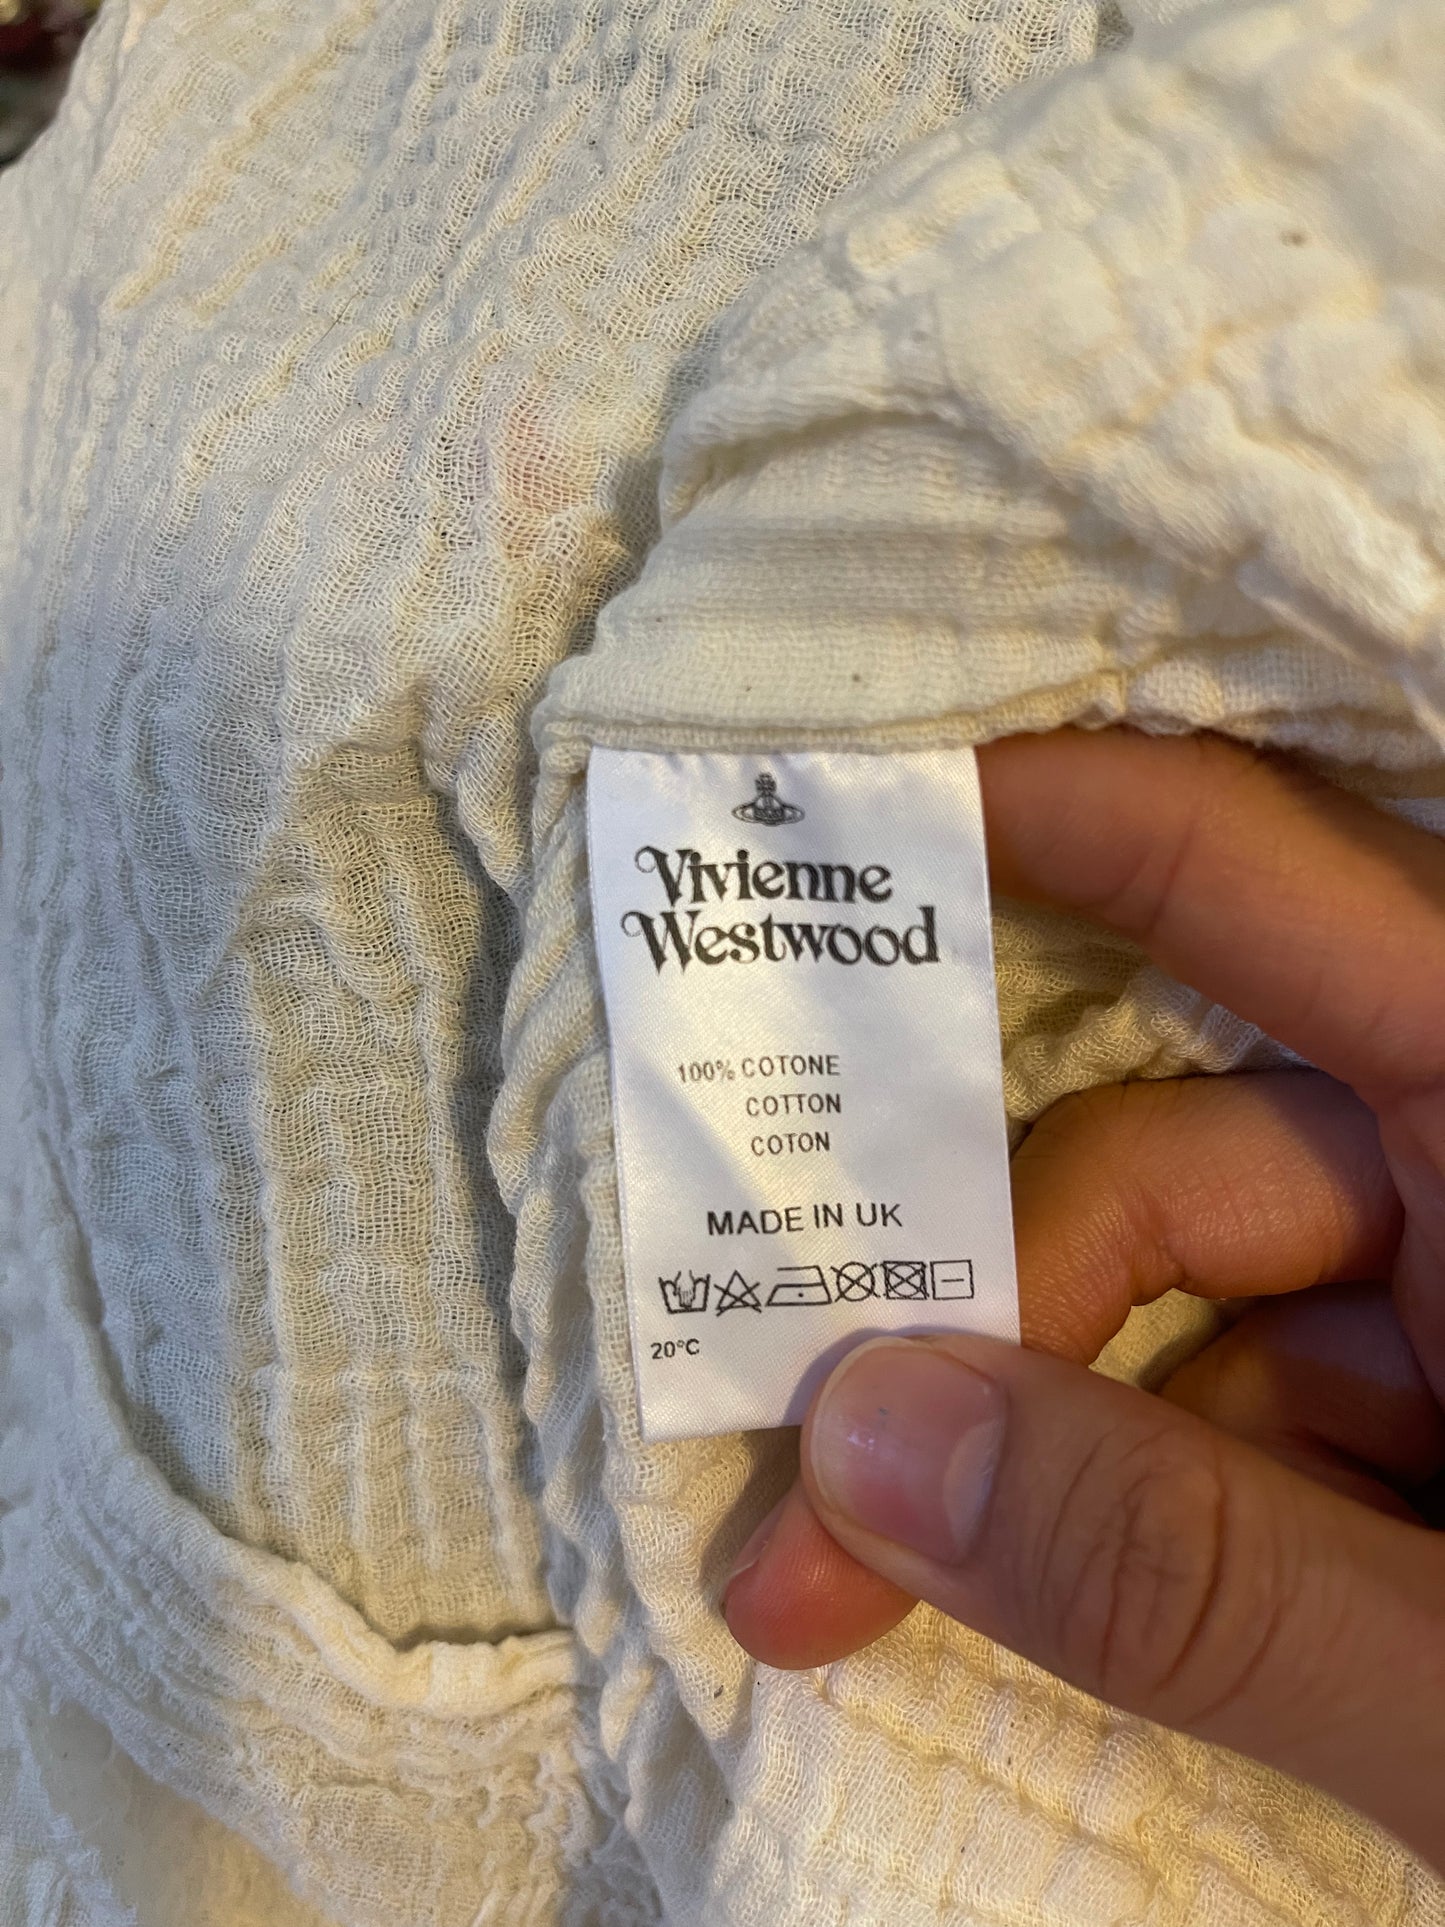 Vivienne
Westwood
100% COTONE
COTTON
COTON
MADE IN UK
20°C